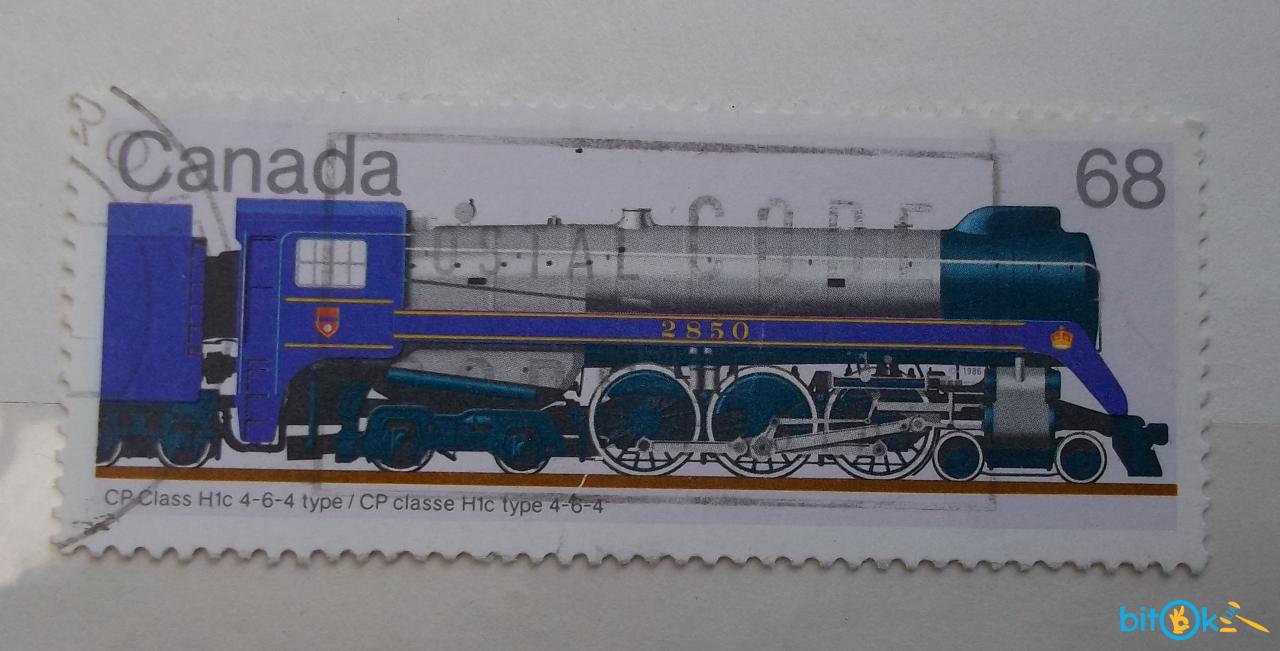 Canada
68
POSTAL CODE
2850
1986
CP Class H1c 4-6-4 type / CP classe H1c type 4-6-4
bitOk